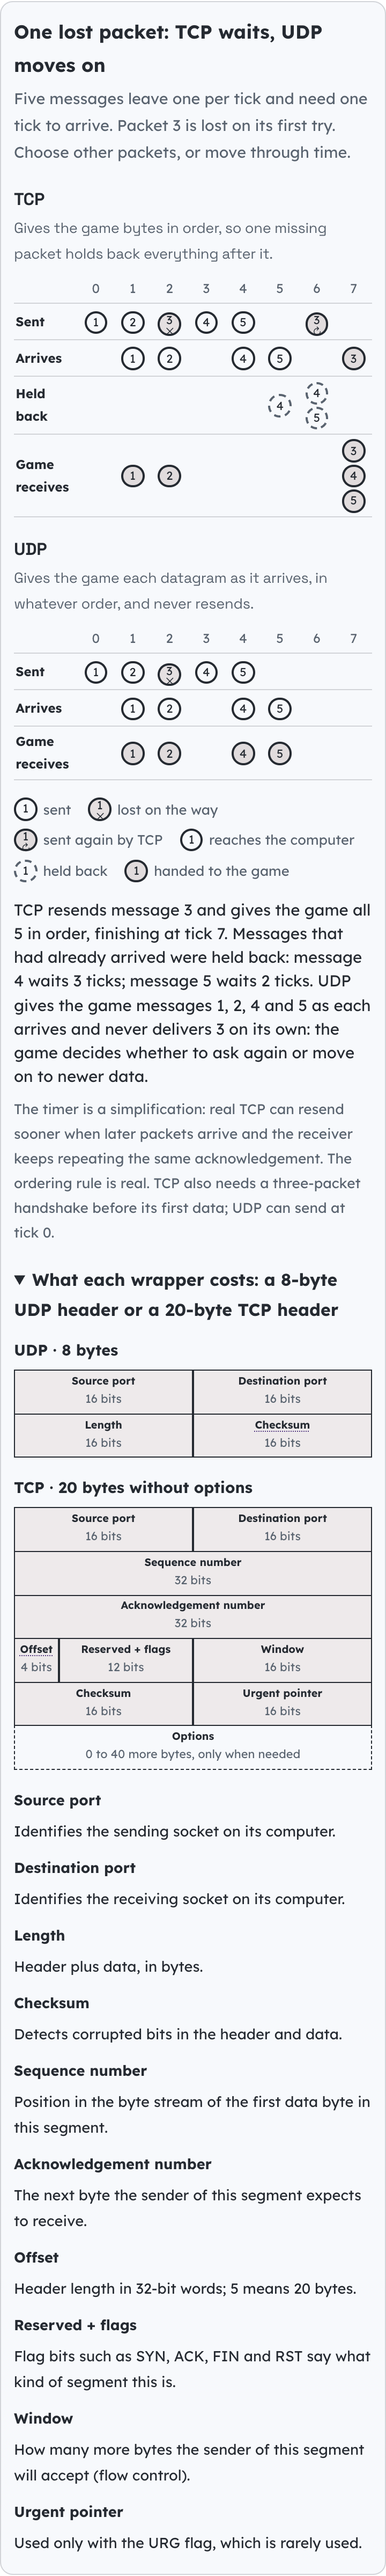 One lost packet: TCP waits, UDP
moves on
Five messages leave one per tick and need one
tick to arrive. Packet 3 is lost on its first try.
Choose other packets, or move through time.
TCP
Gives the game bytes in order, so one missing
packet holds back everything after it.
0 1 2 3 4 5 6 7
Sent 1 2 3× 4 5 3↻
Arrives 1 2 4 5 3
Held
back
4 4
5
Game
receives
1 2 3
4
5
UDP
Gives the game each datagram as it arrives, in
whatever order, and never resends.
0 1 2 3 4 5 6 7
Sent 1 2 3× 4 5
Arrives 1 2 4 5
Game
receives
1 2 4 5
1 sent 1× lost on the way
1↻ sent again by TCP 1 reaches the computer
1 held back 1 handed to the game
TCP resends message 3 and gives the game all
5 in order, finishing at tick 7. Messages that
had already arrived were held back: message
4 waits 3 ticks; message 5 waits 2 ticks. UDP
gives the game messages 1, 2, 4 and 5 as each
arrives and never delivers 3 on its own: the
game decides whether to ask again or move
on to newer data.
The timer is a simplification: real TCP can resend
sooner when later packets arrive and the receiver
keeps repeating the same acknowledgement. The
ordering rule is real. TCP also needs a three-packet
handshake before its first data; UDP can send at
tick 0.
▼ What each wrapper costs: a 8-byte
UDP header or a 20-byte TCP header
UDP · 8 bytes
Source port Destination port
16 bits 16 bits
Length Checksum
16 bits 16 bits
TCP · 20 bytes without options
Source port Destination port
16 bits 16 bits
Sequence number
32 bits
Acknowledgement number
32 bits
Offset Reserved + flags Window
4 bits 12 bits 16 bits
Checksum Urgent pointer
16 bits 16 bits
Options
0 to 40 more bytes, only when needed
Source port
Identifies the sending socket on its computer.
Destination port
Identifies the receiving socket on its computer.
Length
Header plus data, in bytes.
Checksum
Detects corrupted bits in the header and data.
Sequence number
Position in the byte stream of the first data byte in
this segment.
Acknowledgement number
The next byte the sender of this segment expects
to receive.
Offset
Header length in 32-bit words; 5 means 20 bytes.
Reserved + flags
Flag bits such as SYN, ACK, FIN and RST say what
kind of segment this is.
Window
How many more bytes the sender of this segment
will accept (flow control).
Urgent pointer
Used only with the URG flag, which is rarely used.